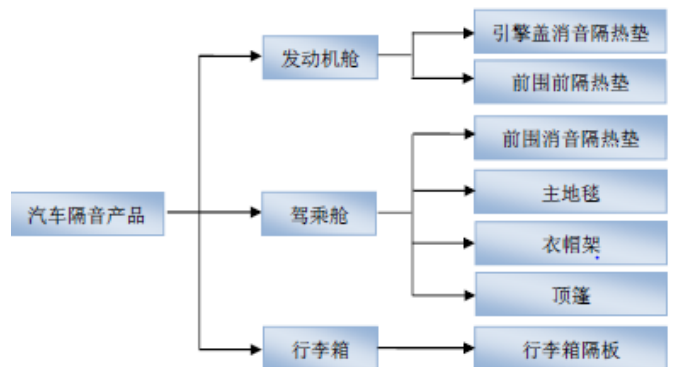 引擎盖消音隔热垫
发动机舱
前围前隔热垫
前围消音隔热垫
主地毯
汽车隔音产品
驾乘舱
衣帽架
顶篷
行李箱
行李箱隔板